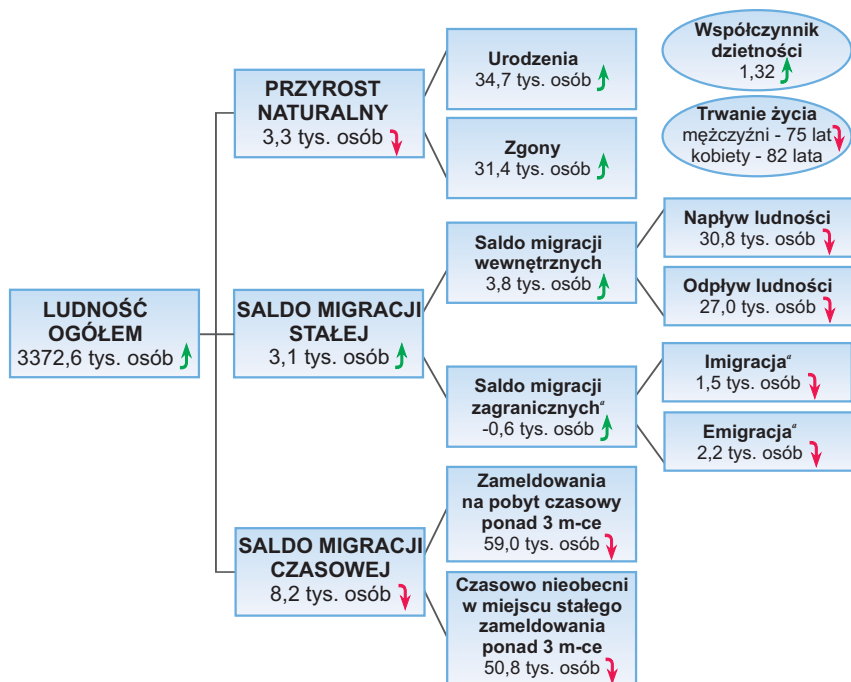 LUDNOŚĆ
OGÓŁEM
3372,6 tys. osób
PRZYROST
NATURALNY
3,3 tys. osób
Urodzenia
34,7 tys. osób
Zgony
31,4 tys. osób
Współczynnik
dzietności
1,32
Trwanie życia
mężczyźni - 75 lat
kobiety - 82 lata
SALDO MIGRACJI
STAŁEJ
3,1 tys. osób
Saldo migracji
wewnętrznych
3,8 tys. osób
Napływ ludności
30,8 tys. osób
Odpływ ludności
27,0 tys. osób
Saldo migracji
zagranicznychᵃ
-0,6 tys. osób
Imigracjaᵃ
1,5 tys. osób
Emigracjaᵃ
2,2 tys. osób
SALDO MIGRACJI
CZASOWEJ
8,2 tys. osób
Zameldowania
na pobyt czasowy
ponad 3 m-ce
59,0 tys. osób
Czasowo nieobecni
w miejscu stałego
zameldowania
ponad 3 m-ce
50,8 tys. osób